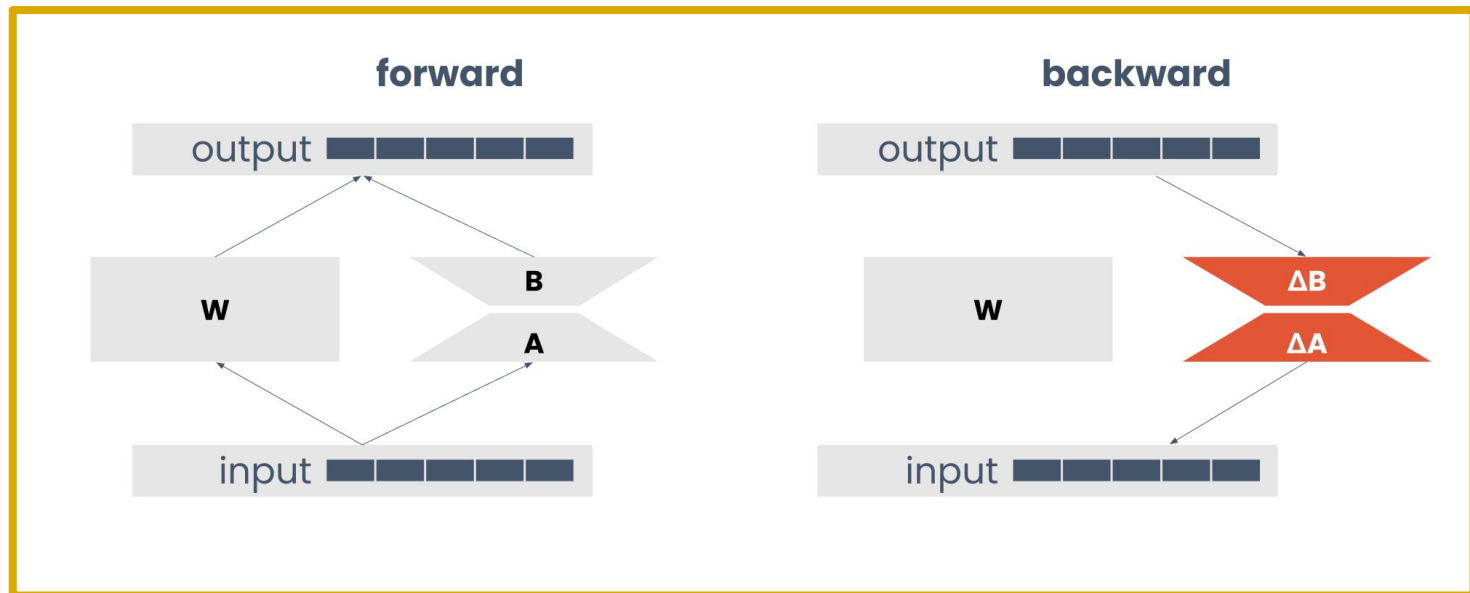 forward
output
W
B
A
input
backward
output
W
ΔB
ΔA
input